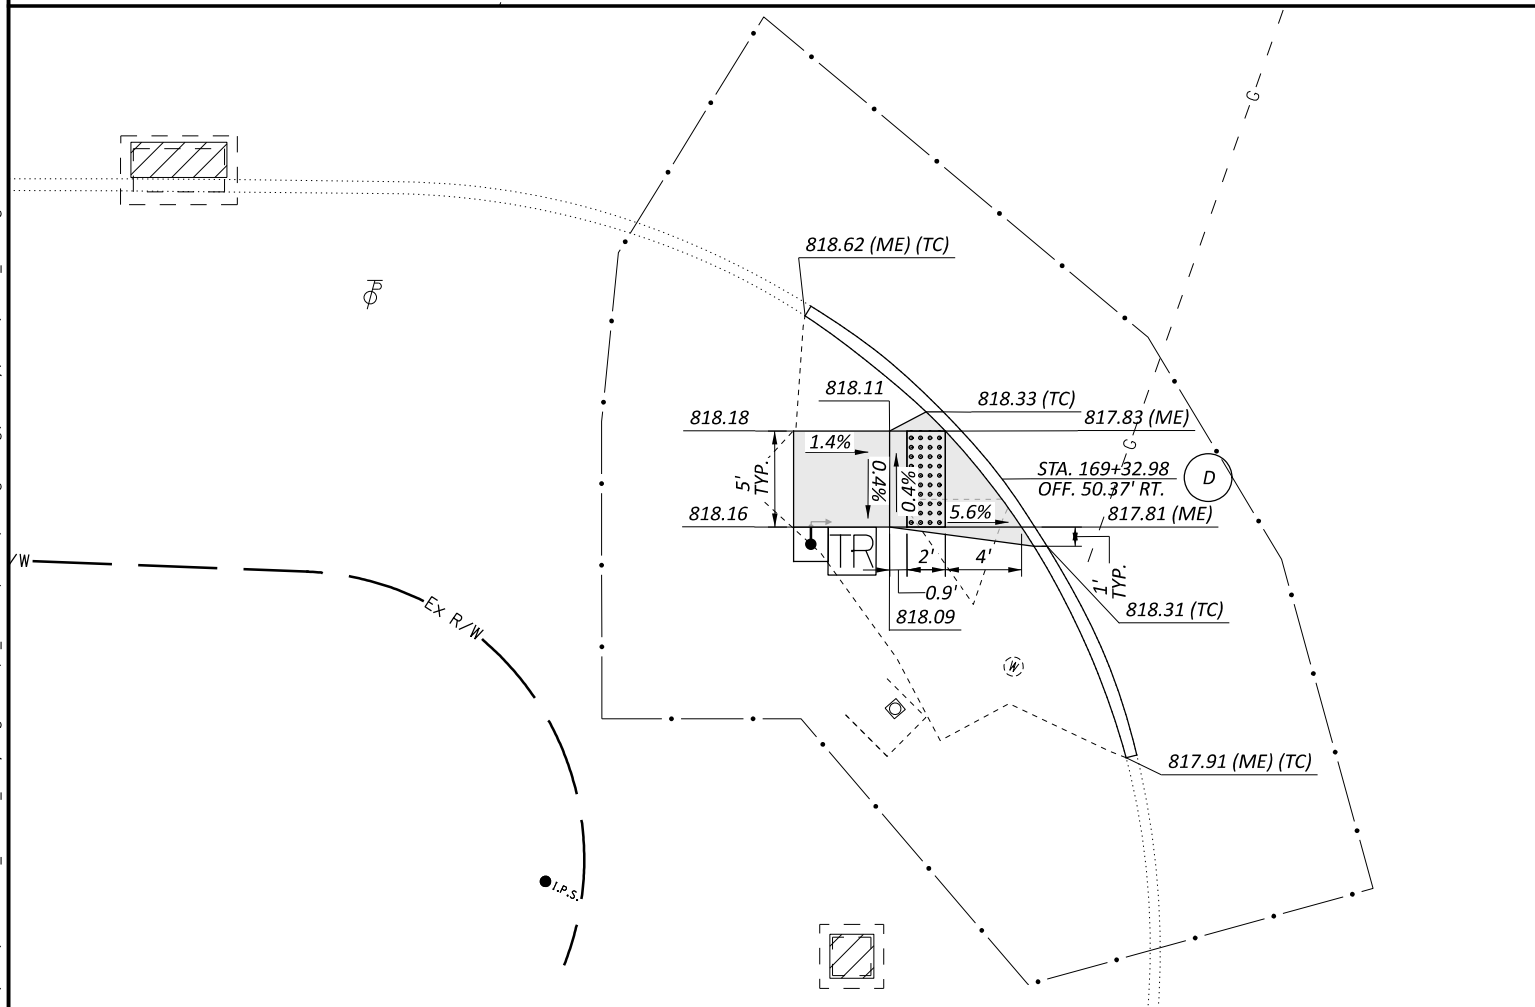 G
818.62 (ME) (TC)
818.11
818.33 (TC)
818.18
817.83 (ME)
1.4%
G
5'
TYP.
0.4%
0.4%
STA. 169+32.98
OFF. 50.37' RT.
D
818.16
5.6%
817.81 (ME)
TR
2'
4'
/W
0.9'
1'
TYP.
Ex R/W
818.09
818.31 (TC)
W
817.91 (ME) (TC)
I.P.S.